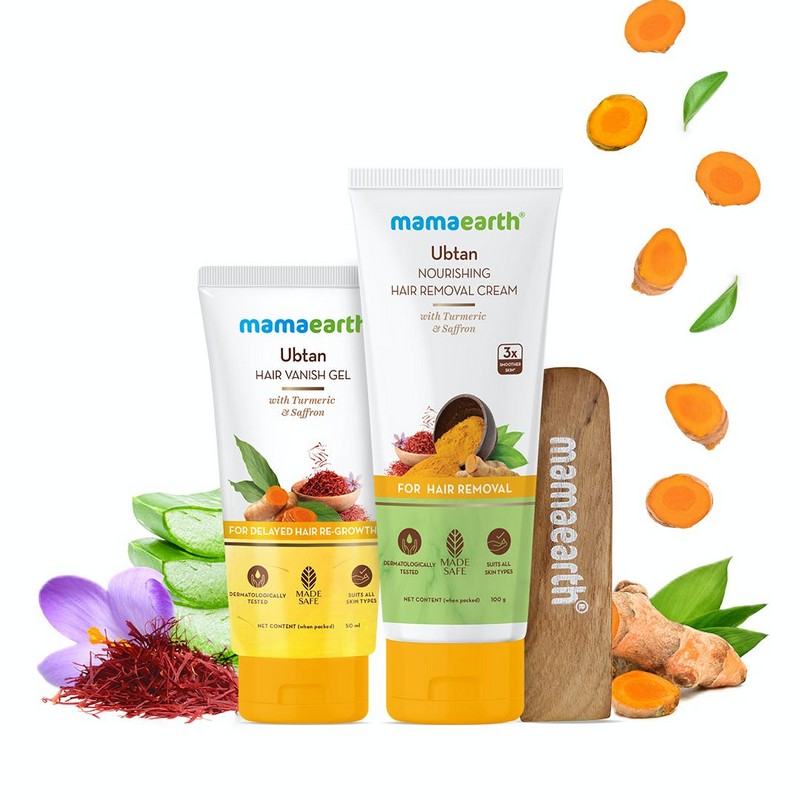 mamaearth®
Ubtan
HAIR VANISH GEL
with Turmeric
& Saffron
FOR DELAYED HAIR RE-GROWTH
DERMATOLOGICALLY
TESTED
MADE
SAFE
SUITS ALL
SKIN TYPES
NET CONTENT (when packed) 50 ml
mamaearth®
Ubtan
NOURISHING
HAIR REMOVAL CREAM
with Turmeric
& Saffron
3x
SMOOTHER
SKIN*
FOR HAIR REMOVAL
DERMATOLOGICALLY
TESTED
MADE
SAFE
SUITS ALL
SKIN TYPES
NET CONTENT (when packed) 100 g
mamaearth®